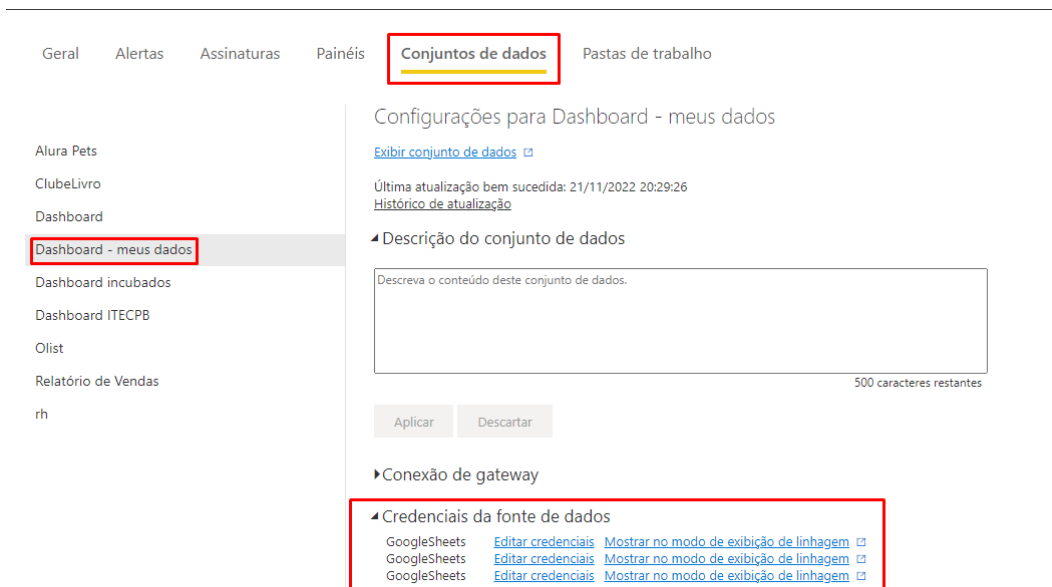 Geral Alertas Assinaturas Painéis Conjuntos de dados Pastas de trabalho
Alura Pets
ClubeLivro
Dashboard
Dashboard - meus dados
Dashboard incubados
Dashboard ITECPB
Olist
Relatório de Vendas
rh
Configurações para Dashboard - meus dados
Exibir conjunto de dados
Última atualização bem sucedida: 21/11/2022 20:29:26
Histórico de atualização
Descrição do conjunto de dados
Descreva o conteúdo deste conjunto de dados.
500 caracteres restantes
Aplicar Descartar
Conexão de gateway
Credenciais da fonte de dados
GoogleSheets Editar credenciais Mostrar no modo de exibição de linhagem
GoogleSheets Editar credenciais Mostrar no modo de exibição de linhagem
GoogleSheets Editar credenciais Mostrar no modo de exibição de linhagem